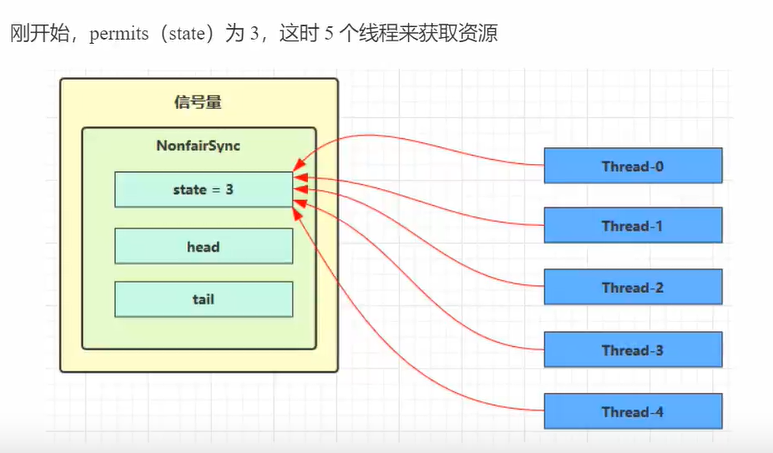 刚开始，permits（state）为 3，这时 5 个线程来获取资源
信号量
NonfairSync
state = 3
head
tail
Thread-0
Thread-1
Thread-2
Thread-3
Thread-4